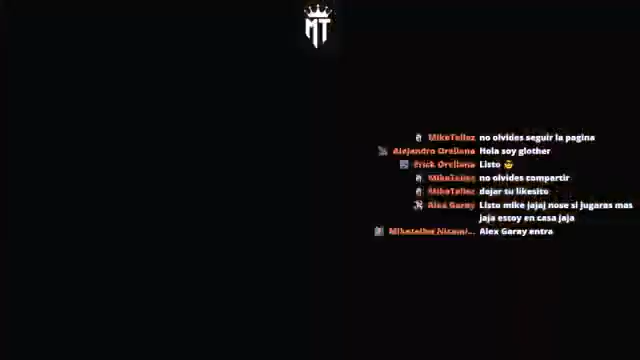 MT
MikeTellez no olvides seguir la pagina
Alejandro Orellana Hola soy glother
Erick Orellana Listo
MikeTellez no olvides compartir
MikeTellez dejar tu likesito
Alex Garay Listo mike jajaj nose si jugaras mas
jaja estoy en casa jaja
Alex Garay entra